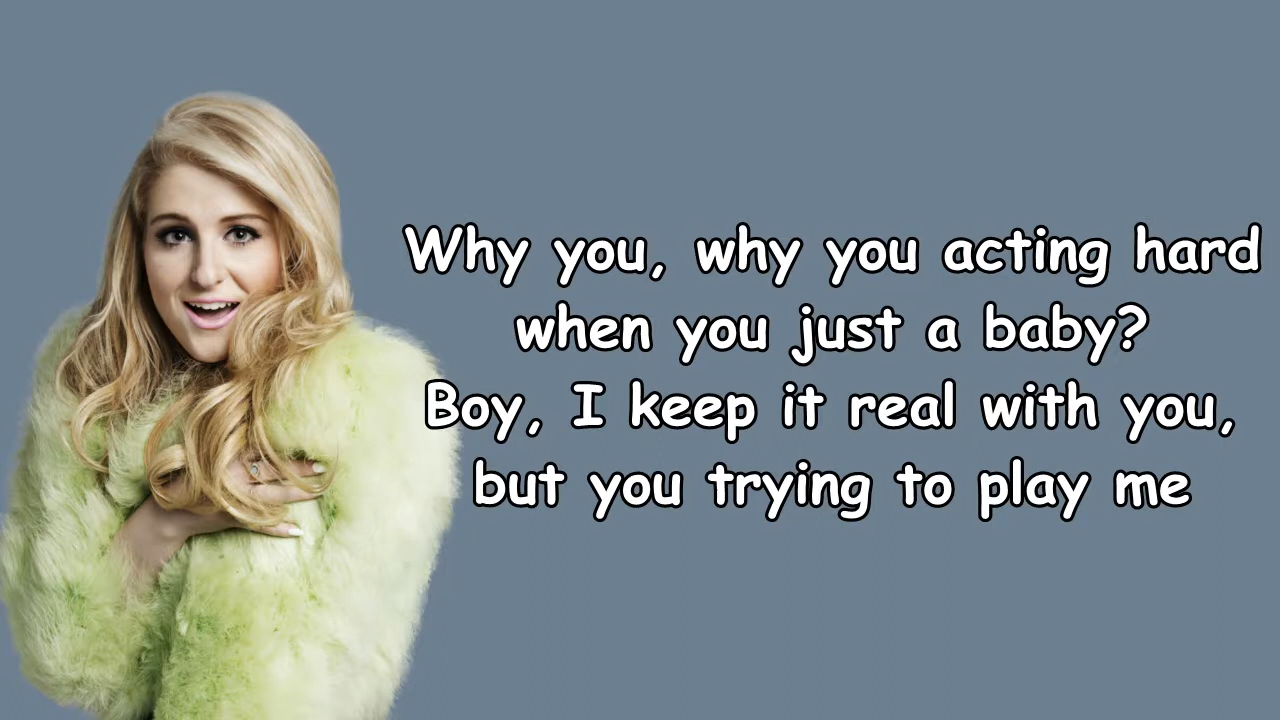 Why you, why you acting hard
when you just a baby?
Boy, I keep it real with you,
but you trying to play me